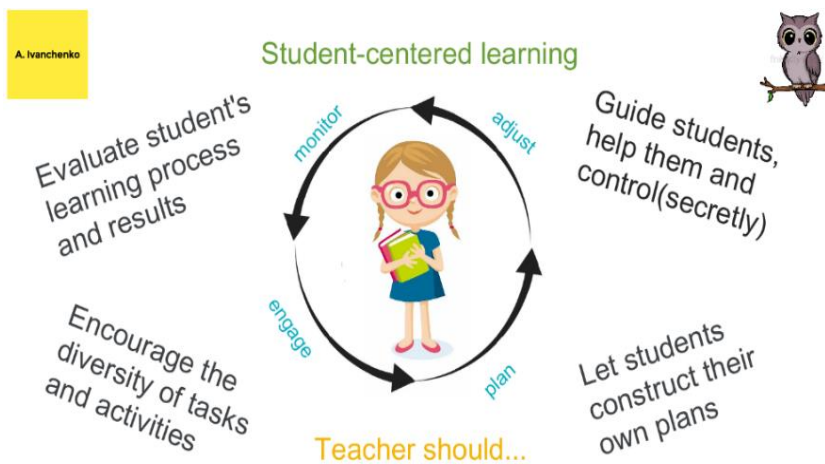 A. Ivanchenko
Student-centered learning
monitor
adjust
Evaluate student's
learning process
and results
Guide students,
help them and
control(secretly)
engage
plan
Encourage the
diversity of tasks
and activities
Let students
construct their
own plans
Teacher should...